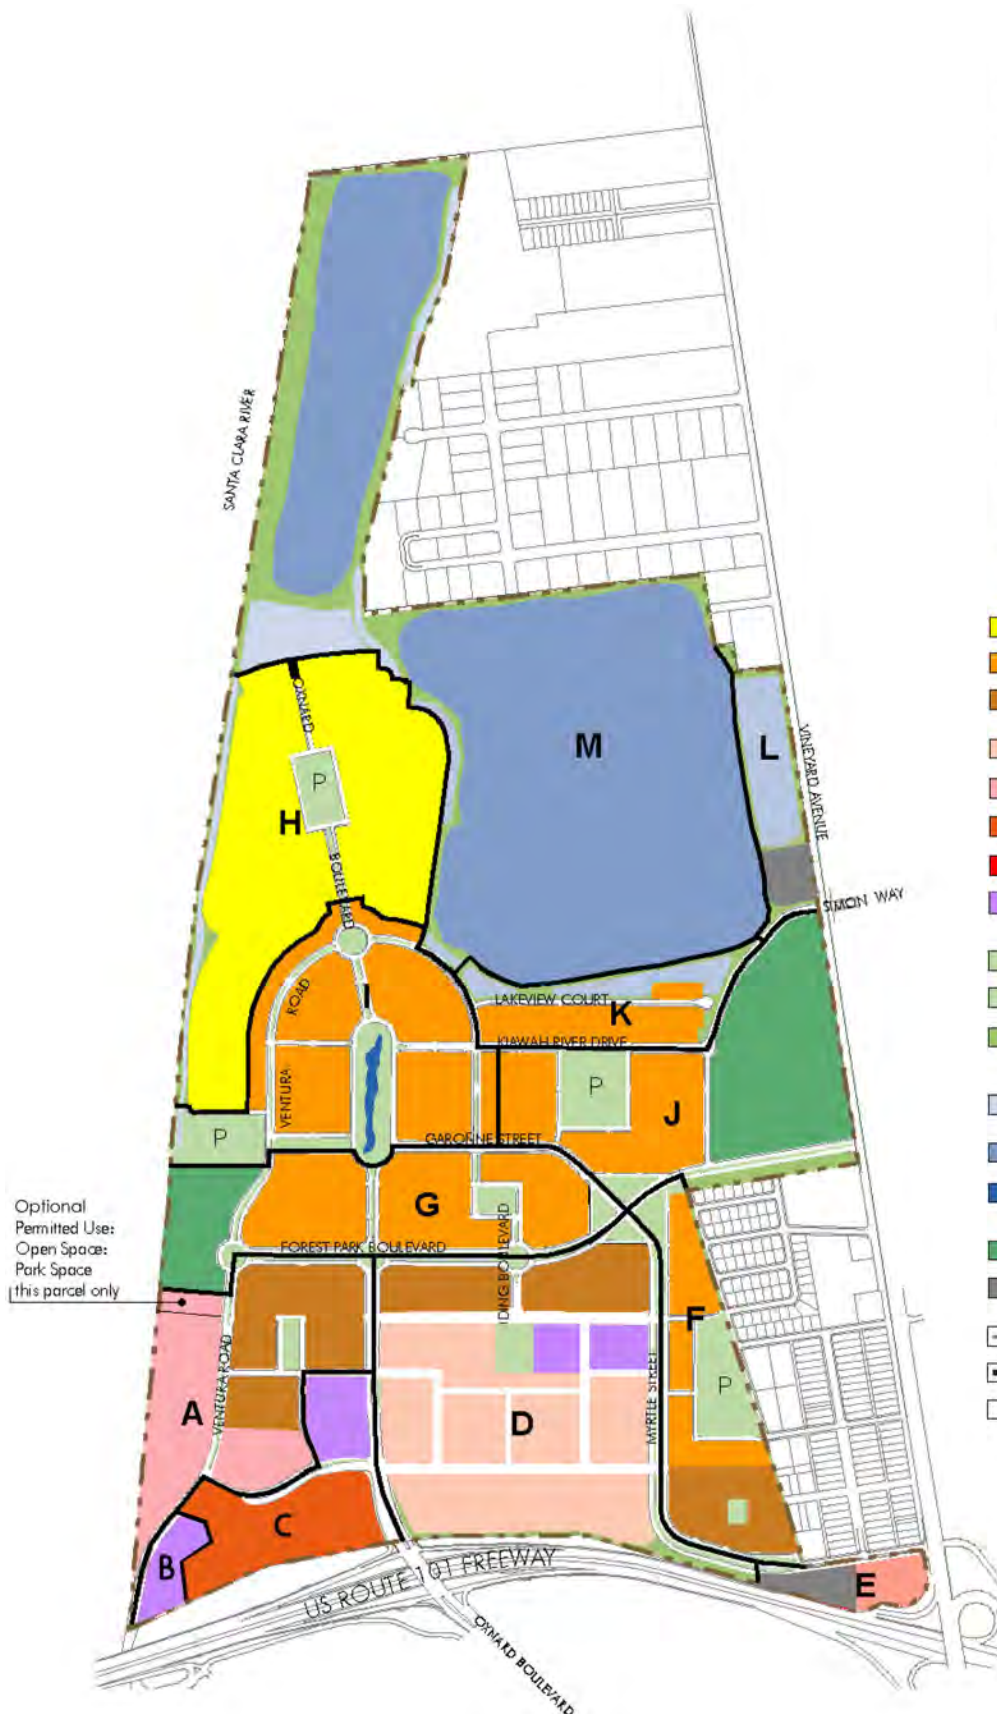 SANTA CLARA RIVER
OXNARD
P
H
M
L
VINEYARD AVENUE
BOULEVARD
SIMON WAY
ROAD
I
LAKEVIEW COURT
K
KIAWAH RIVER DRIVE
VENTURA
P
J
P
GARONNE STREET
Optional
Permitted Use:
Open Space:
Park Space
this parcel only
G
FOREST PARK BOULEVARD
F
VENTURA ROAD
A
D
MYRTLE STREET
P
C
B
E
US ROUTE 101 FREEWAY
OXNARD BOULEVARD